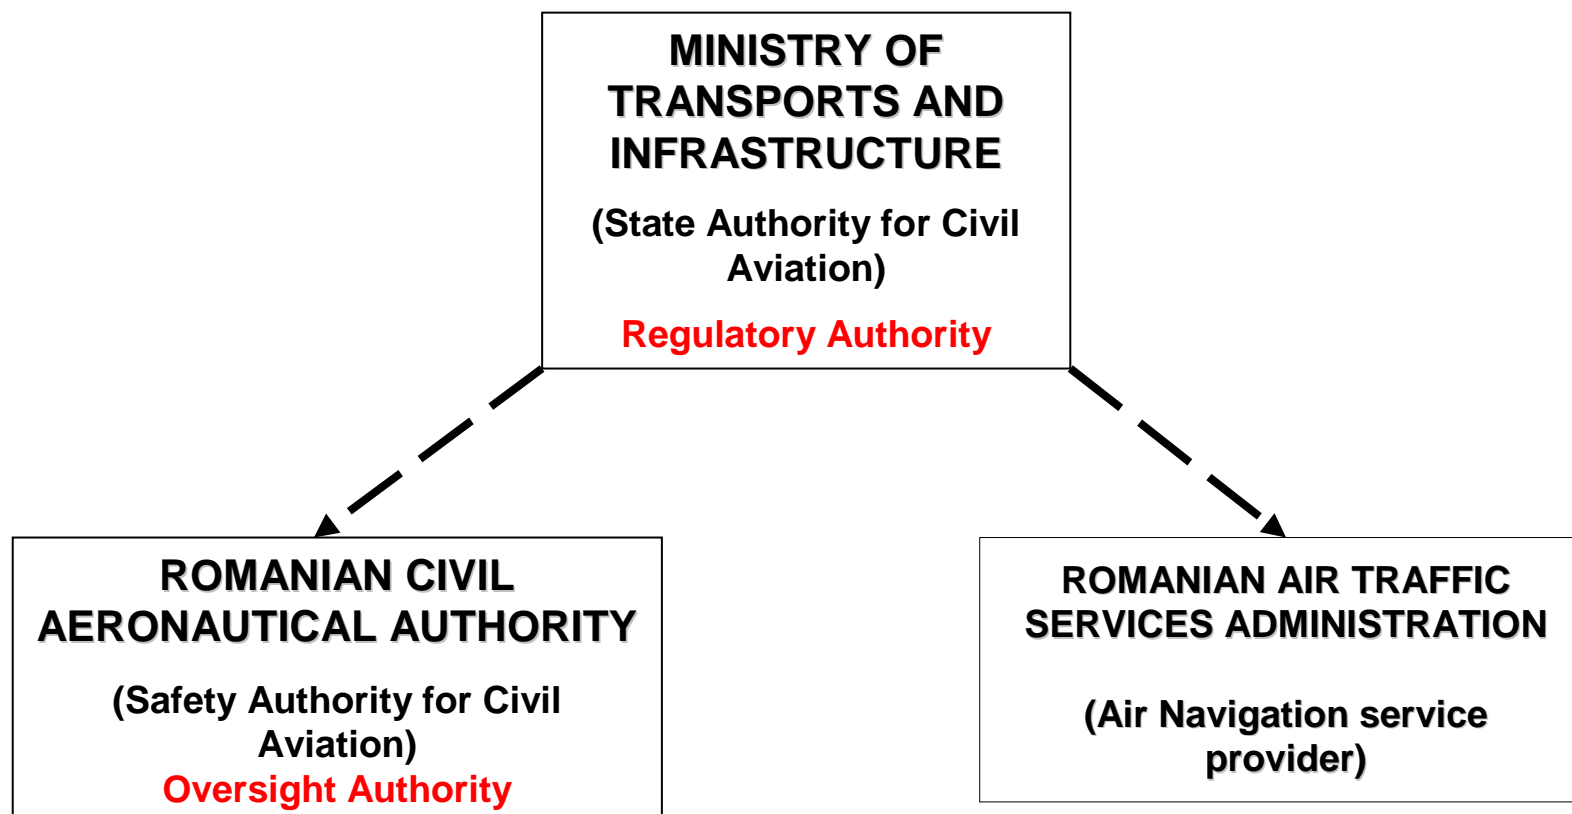 MINISTRY OF
TRANSPORTS AND
INFRASTRUCTURE
(State Authority for Civil
Aviation)
Regulatory Authority
ROMANIAN CIVIL
AERONAUTICAL AUTHORITY
(Safety Authority for Civil
Aviation)
Oversight Authority
ROMANIAN AIR TRAFFIC
SERVICES ADMINISTRATION
(Air Navigation service
provider)